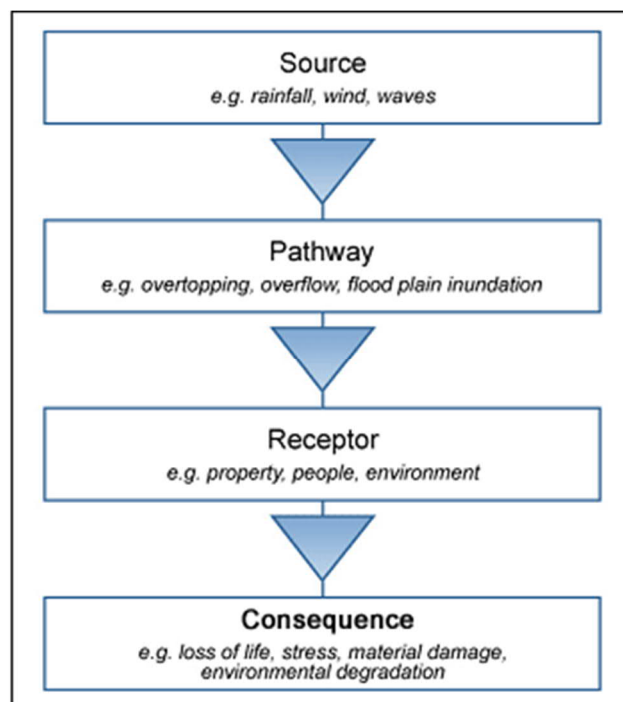 Source
e.g. rainfall, wind, waves
Pathway
e.g. overtopping, overflow, flood plain inundation
Receptor
e.g. property, people, environment
Consequence
e.g. loss of life, stress, material damage,
environmental degradation